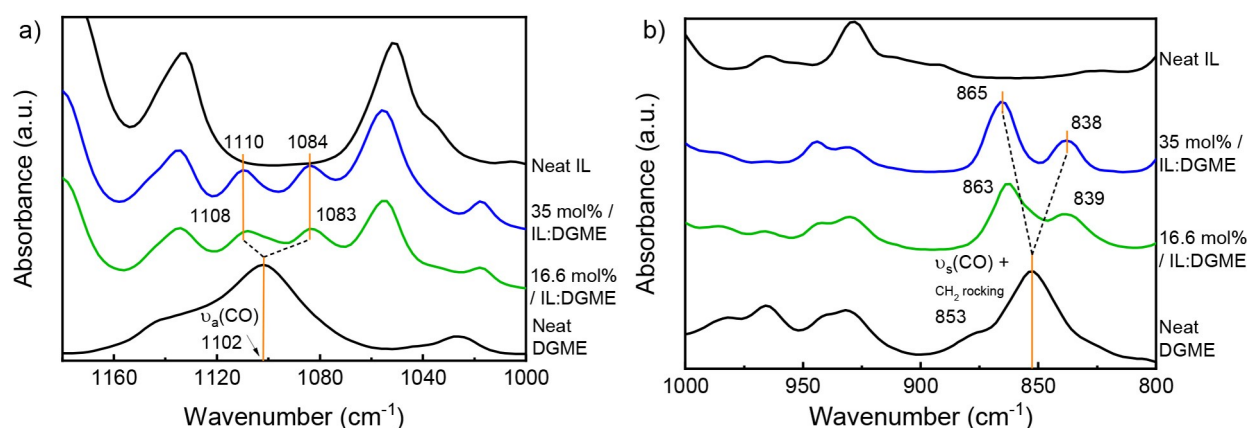 a)
Absorbance (a.u.)
1110
1084
1108
1083
υa(CO)
1102
Neat IL
35 mol% /
IL:DGME
16.6 mol%
/ IL:DGME
Neat
DGME
1160
1120
1080
1040
1000
Wavenumber (cm-1)
b)
Absorbance (a.u.)
865
838
863
839
υs(CO) +
CH2 rocking
853
Neat IL
35 mol% /
IL:DGME
16.6 mol%
/ IL:DGME
Neat
DGME
1000
950
900
850
800
Wavenumber (cm-1)